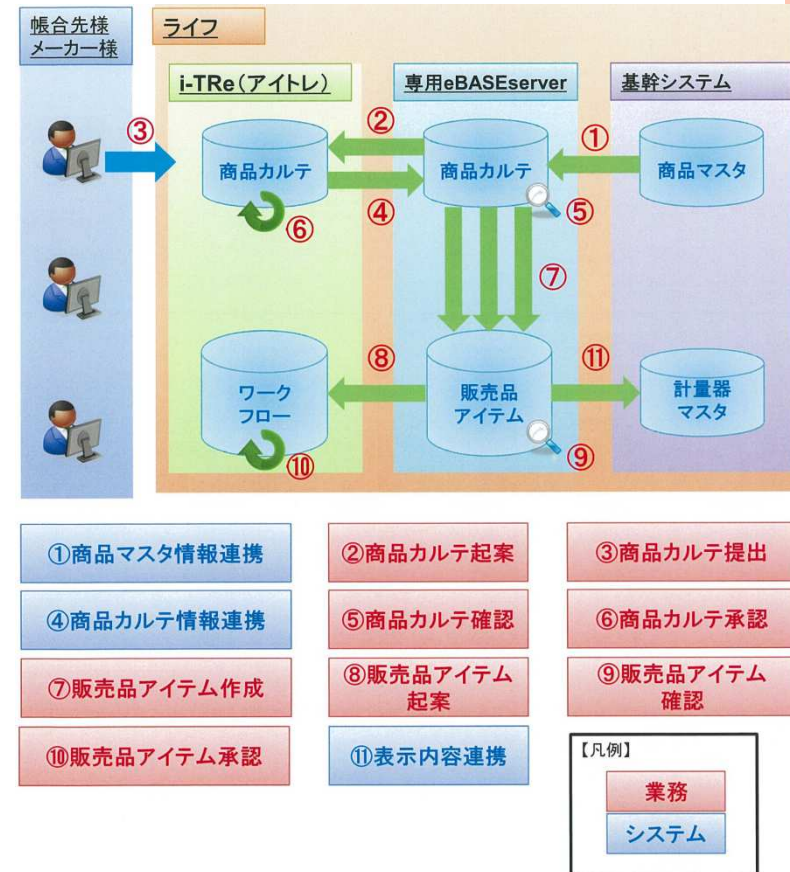 帳合先様
メーカー様
ライフ
i-TRe(アイトレ)
専用eBASEserver
基幹システム
③
②
①
商品カルテ
商品カルテ
商品マスタ
④
⑤
⑥
⑦
⑧
⑪
ワーク
フロー
販売品
アイテム
計量器
マスタ
⑩
⑨
①商品マスタ情報連携
②商品カルテ起案
③商品カルテ提出
④商品カルテ情報連携
⑤商品カルテ確認
⑥商品カルテ承認
⑦販売品アイテム作成
⑧販売品アイテム
起案
⑨販売品アイテム
確認
⑩販売品アイテム承認
⑪表示内容連携
【凡例】
業務
システム